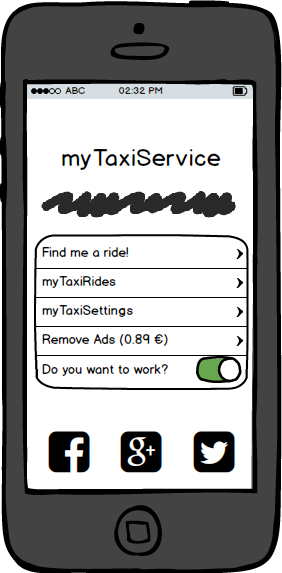 ABC 02:32 PM
myTaxiService
Find me a ride!
myTaxiRides
myTaxiSettings
Remove Ads (0.89 €)
Do you want to work?
f g+